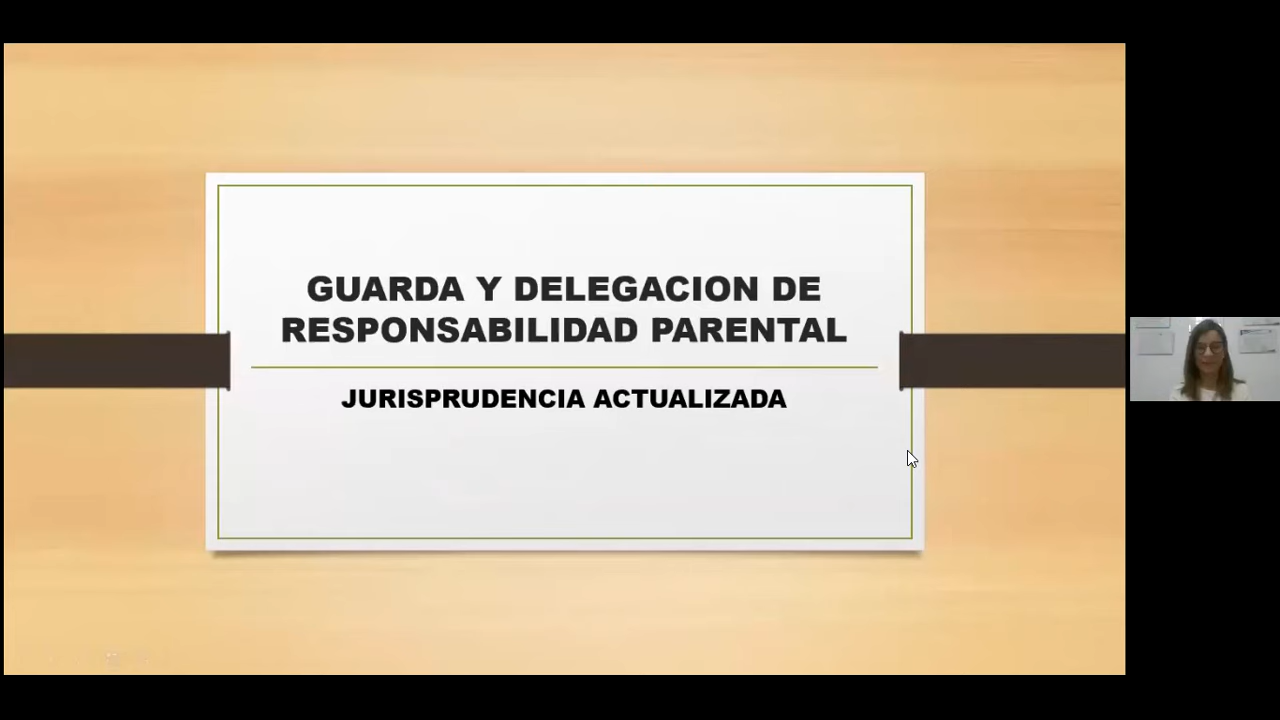 GUARDA Y DELEGACION DE
RESPONSABILIDAD PARENTAL
JURISPRUDENCIA ACTUALIZADA